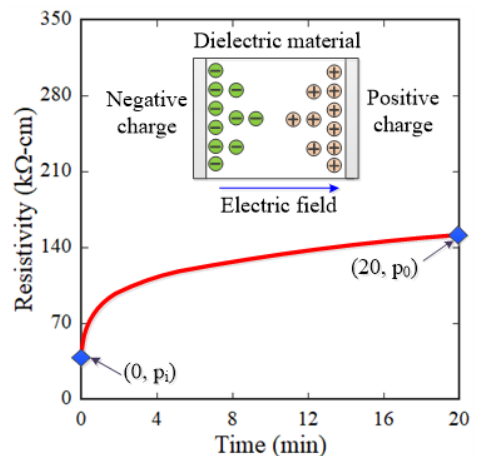 350
280
210
140
70
0
Resistivity (kΩ-cm)
Dielectric material
Negative
charge
Positive
charge
Electric field
(20, p₀)
(0, pᵢ)
0
4
8
12
16
20
Time (min)